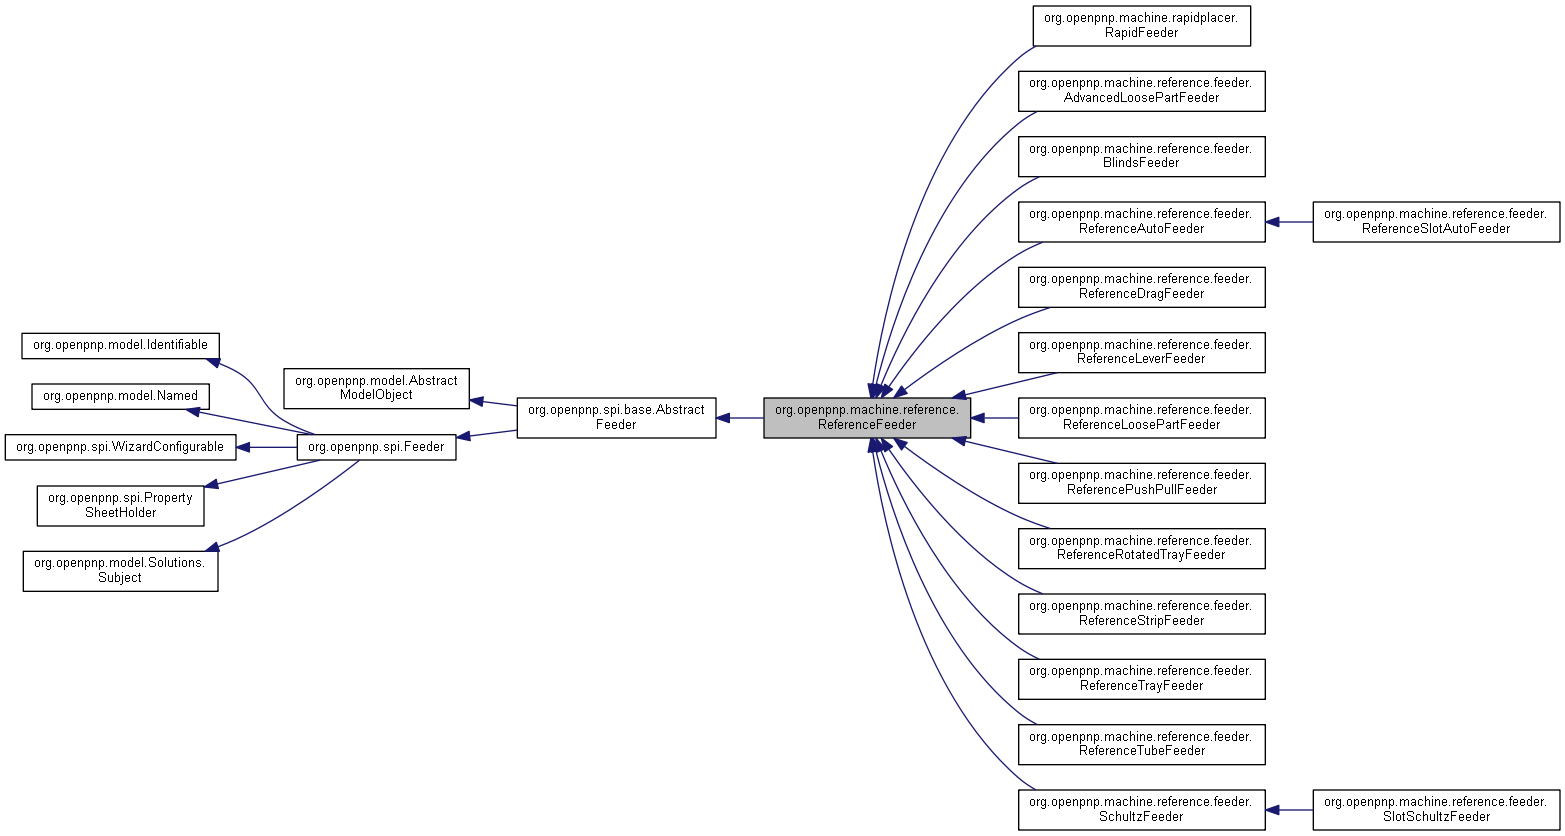 org.openpnp.model.Identifiable
org.openpnp.model.Named
org.openpnp.spi.WizardConfigurable
org.openpnp.spi.Property
SheetHolder
org.openpnp.model.Solutions.
Subject
org.openpnp.model.Abstract
ModelObject
org.openpnp.spi.Feeder
org.openpnp.spi.base.Abstract
Feeder
org.openpnp.machine.reference.
ReferenceFeeder
org.openpnp.machine.rapidplacer.
RapidFeeder
org.openpnp.machine.reference.feeder.
AdvancedLoosePartFeeder
org.openpnp.machine.reference.feeder.
BlindsFeeder
org.openpnp.machine.reference.feeder.
ReferenceAutoFeeder
org.openpnp.machine.reference.feeder.
ReferenceDragFeeder
org.openpnp.machine.reference.feeder.
ReferenceLeverFeeder
org.openpnp.machine.reference.feeder.
ReferenceLoosePartFeeder
org.openpnp.machine.reference.feeder.
ReferencePushPullFeeder
org.openpnp.machine.reference.feeder.
ReferenceRotatedTrayFeeder
org.openpnp.machine.reference.feeder.
ReferenceStripFeeder
org.openpnp.machine.reference.feeder.
ReferenceTrayFeeder
org.openpnp.machine.reference.feeder.
ReferenceTubeFeeder
org.openpnp.machine.reference.feeder.
SchultzFeeder
org.openpnp.machine.reference.feeder.
ReferenceSlotAutoFeeder
org.openpnp.machine.reference.feeder.
SlotSchultzFeeder